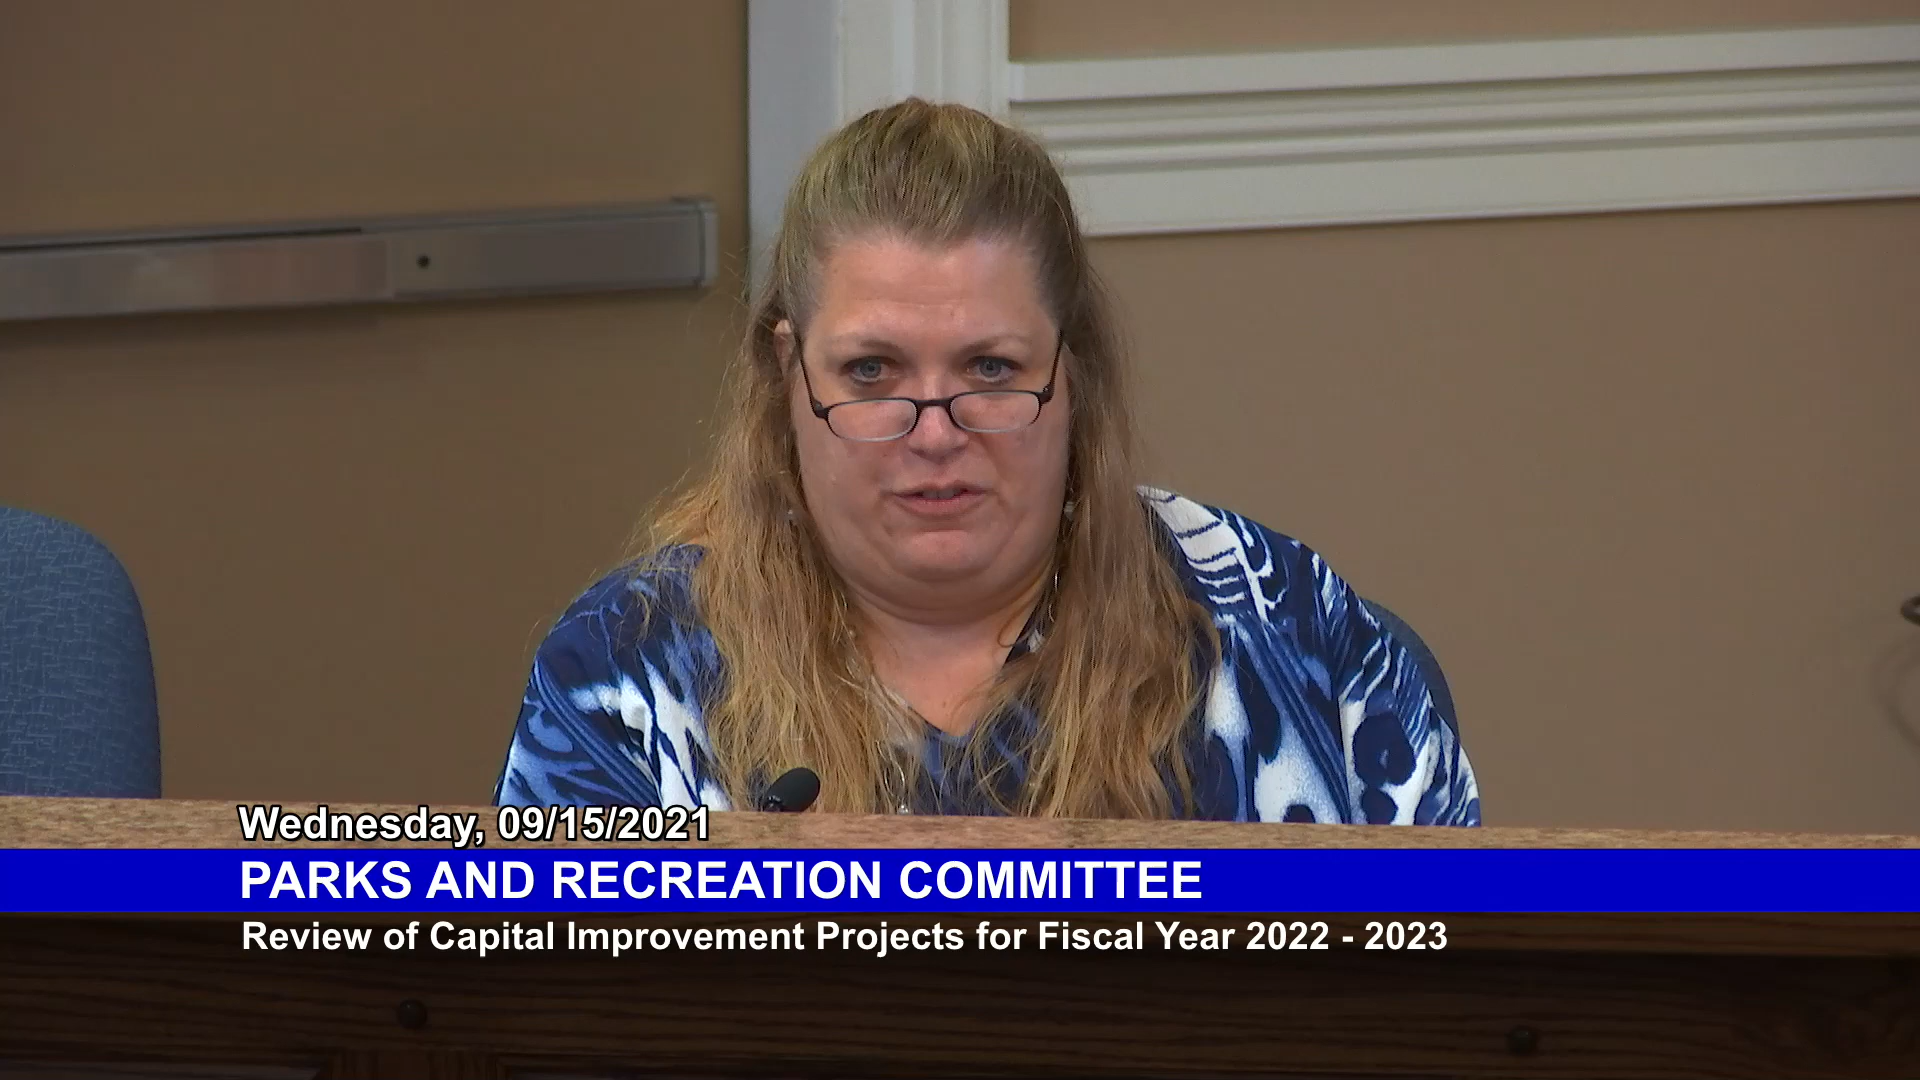 Wednesday, 09/15/2021
PARKS AND RECREATION COMMITTEE
Review of Capital Improvement Projects for Fiscal Year 2022 - 2023